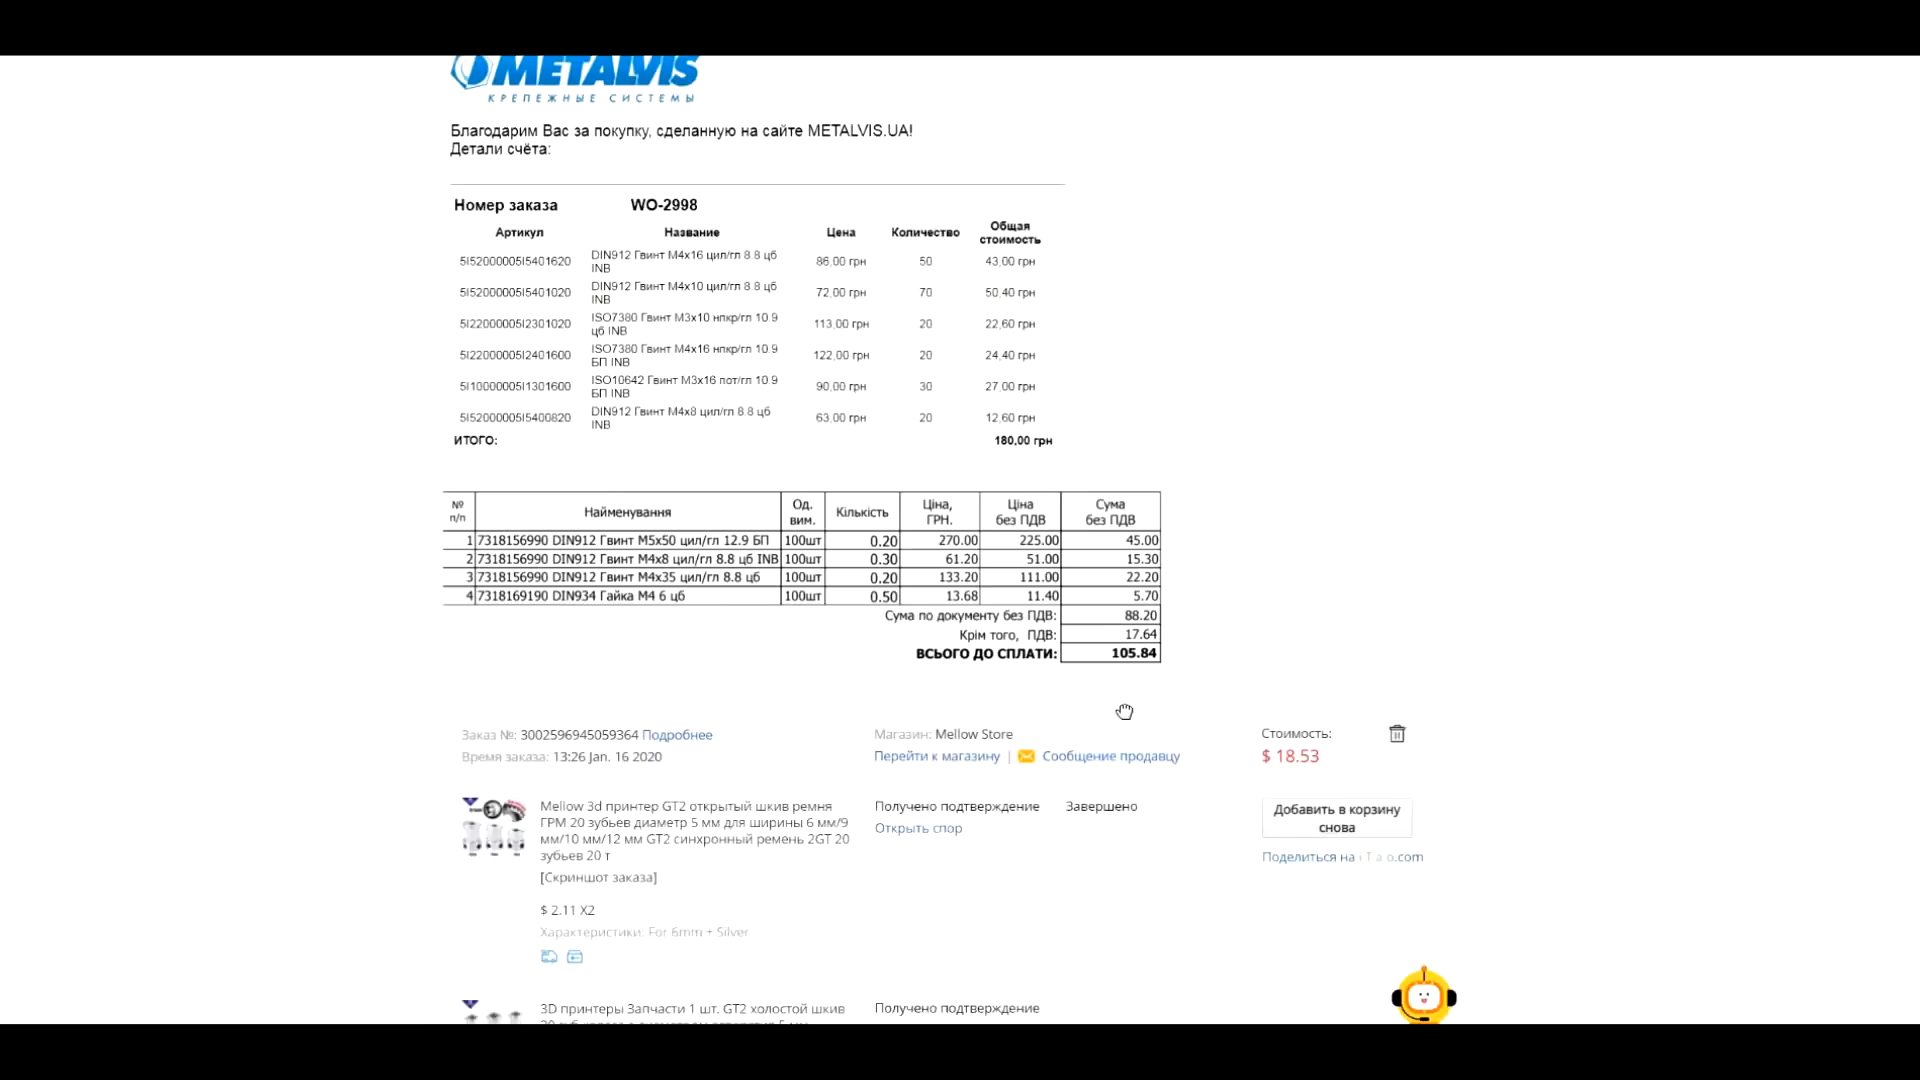 METALVIS
КРЕПЕЖНЫЕ СИСТЕМЫ
Благодарим Вас за покупку, сделанную на сайте METALVIS.UA!
Детали счёта:
Номер заказа WO-2998
Артикул Название Цена Количество Общая стоимость
5I52000005I5401620 DIN912 Гвинт М4х16 цил/гл 8.8 цб INB 86,00 грн 50 43,00 грн
5I52000005I5401020 DIN912 Гвинт М4х10 цил/гл 8.8 цб INB 72,00 грн 70 50,40 грн
5I22000005I2301020 ISO7380 Гвинт М3х10 нпкр/гл 10.9 цб INB 113,00 грн 20 22,60 грн
5I22000005I2401600 ISO7380 Гвинт М4х16 нпкр/гл 10.9 БП INB 122,00 грн 20 24,40 грн
5I10000005I1301600 ISO10642 Гвинт М3х16 пот/гл 10.9 БП INB 90,00 грн 30 27,00 грн
5I52000005I5400820 DIN912 Гвинт М4х8 цил/гл 8.8 цб INB 63,00 грн 20 12,60 грн
ИТОГО: 180,00 грн
№ п/п Найменування Од. вим. Кількість Ціна, ГРН. Ціна без ПДВ Сума без ПДВ
1 7318156990 DIN912 Гвинт М5х50 цил/гл 12.9 БП 100шт 0.20 270.00 225.00 45.00
2 7318156990 DIN912 Гвинт М4х8 цил/гл 8.8 цб INB 100шт 0.30 61.20 51.00 15.30
3 7318156990 DIN912 Гвинт М4х35 цил/гл 8.8 цб 100шт 0.20 133.20 111.00 22.20
4 7318169190 DIN934 Гайка М4 6 цб 100шт 0.50 13.68 11.40 5.70
Сума по документу без ПДВ: 88.20
Крім того, ПДВ: 17.64
ВСЬОГО ДО СПЛАТИ: 105.84
Заказ №: 3002596945059364 Подробнее Магазин: Mellow Store Стоимость:
Время заказа: 13:26 Jan. 16 2020 Перейти к магазину | Сообщение продавцу $ 18.53
Mellow 3d принтер GT2 открытый шкив ремня Получено подтверждение Завершено Добавить в корзину
ГРМ 20 зубьев диаметр 5 мм для ширины 6 мм/9 Открыть спор снова
мм/10 мм/12 мм GT2 синхронный ремень 2GT 20
зубьев 20 т Поделиться на i T a o.com
[Скриншот заказа]
$ 2.11 X2
Характеристики: For 6mm + Silver
3D принтеры Запчасти 1 шт. GT2 холостой шкив Получено подтверждение